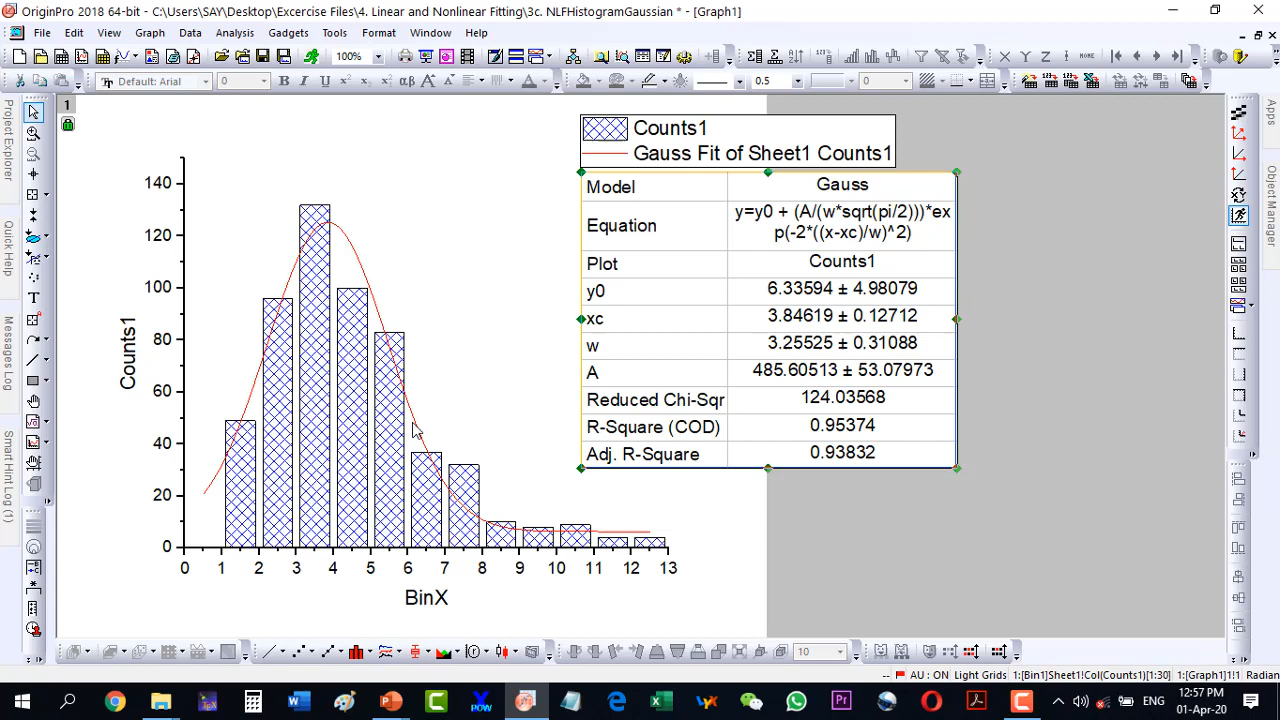 OriginPro 2018 64-bit - C:\Users\SAY\Desktop\Excercise Files\4. Linear and Nonlinear Fitting\3c. NLFHistogramGaussian * - [Graph1]
File Edit View Graph Data Analysis Gadgets Tools Format Window Help
100%
Default: Arial 0 B I U 0.5 0
Project Explorer
Quick Help
Messages Log
Smart Hint Log (1)
Apps
Object Manager
1
Counts1
Gauss Fit of Sheet1 Counts1
Model Gauss
Equation y=y0 + (A/(w*sqrt(pi/2)))*ex
p(-2*((x-xc)/w)^2)
Plot Counts1
y0 6.33594 ± 4.98079
xc 3.84619 ± 0.12712
w 3.25525 ± 0.31088
A 485.60513 ± 53.07973
Reduced Chi-Sqr 124.03568
R-Square (COD) 0.95374
Adj. R-Square 0.93832
140
120
100
80
60
40
20
0
Counts1
0 1 2 3 4 5 6 7 8 9 10 11 12 13
BinX
10
-- AU : ON Light Grids 1:[Bin1]Sheet1!Col(Counts1)[1:30] 1:[Graph1]1!1 Radian
ENG
12:57 PM
01-Apr-20